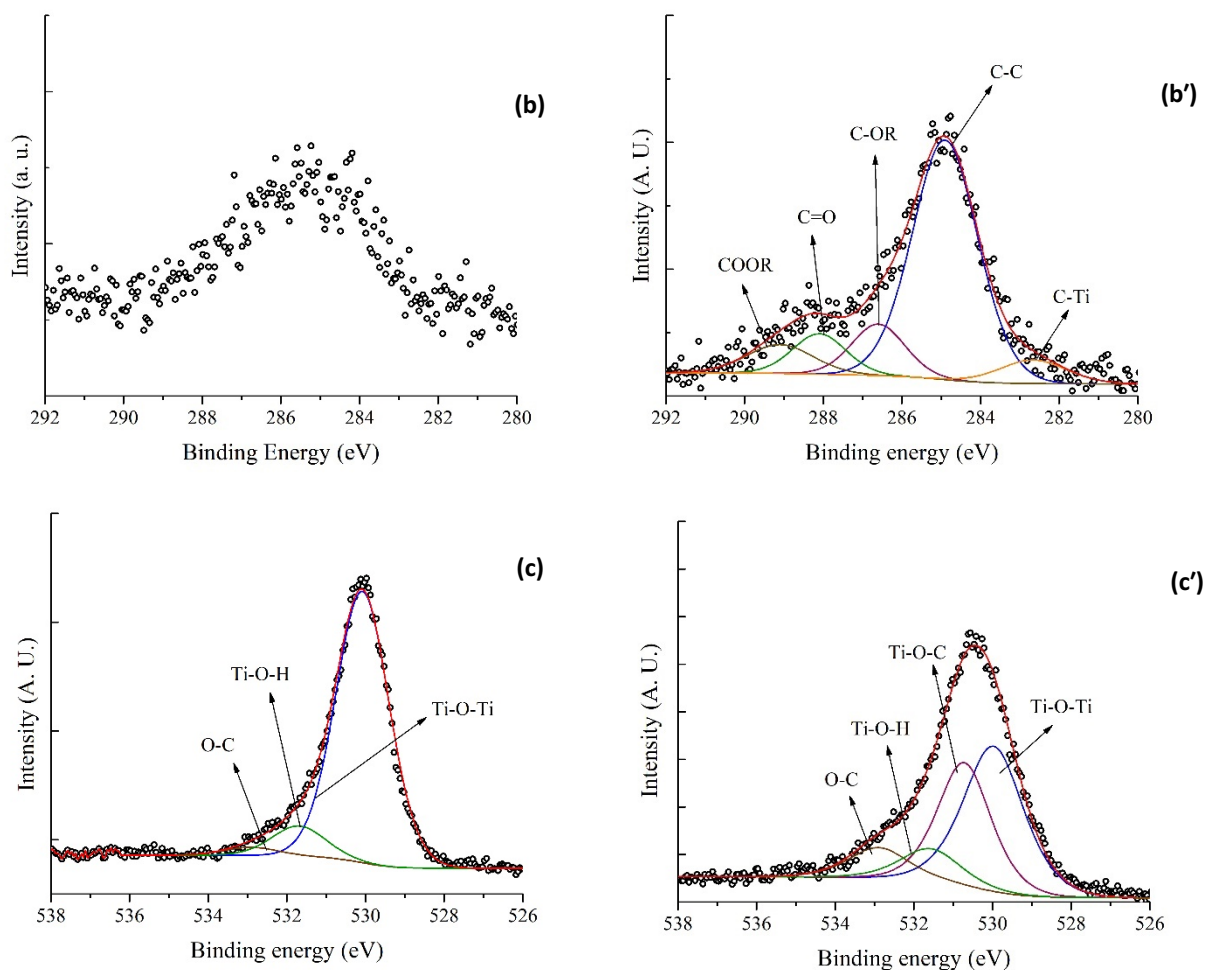 (b)
Intensity (a. u.)
292 290 288 286 284 282 280
Binding Energy (eV)
(b′)
C-C
C-OR
C=O
COOR
C-Ti
Intensity (A. U.)
292 290 288 286 284 282 280
Binding energy (eV)
(c)
Ti-O-H
Ti-O-Ti
O-C
Intensity (A. U.)
538 536 534 532 530 528 526
Binding energy (eV)
(c′)
Ti-O-C
Ti-O-H
Ti-O-Ti
O-C
Intensity (A. U.)
538 536 534 532 530 528 526
Binding energy (eV)